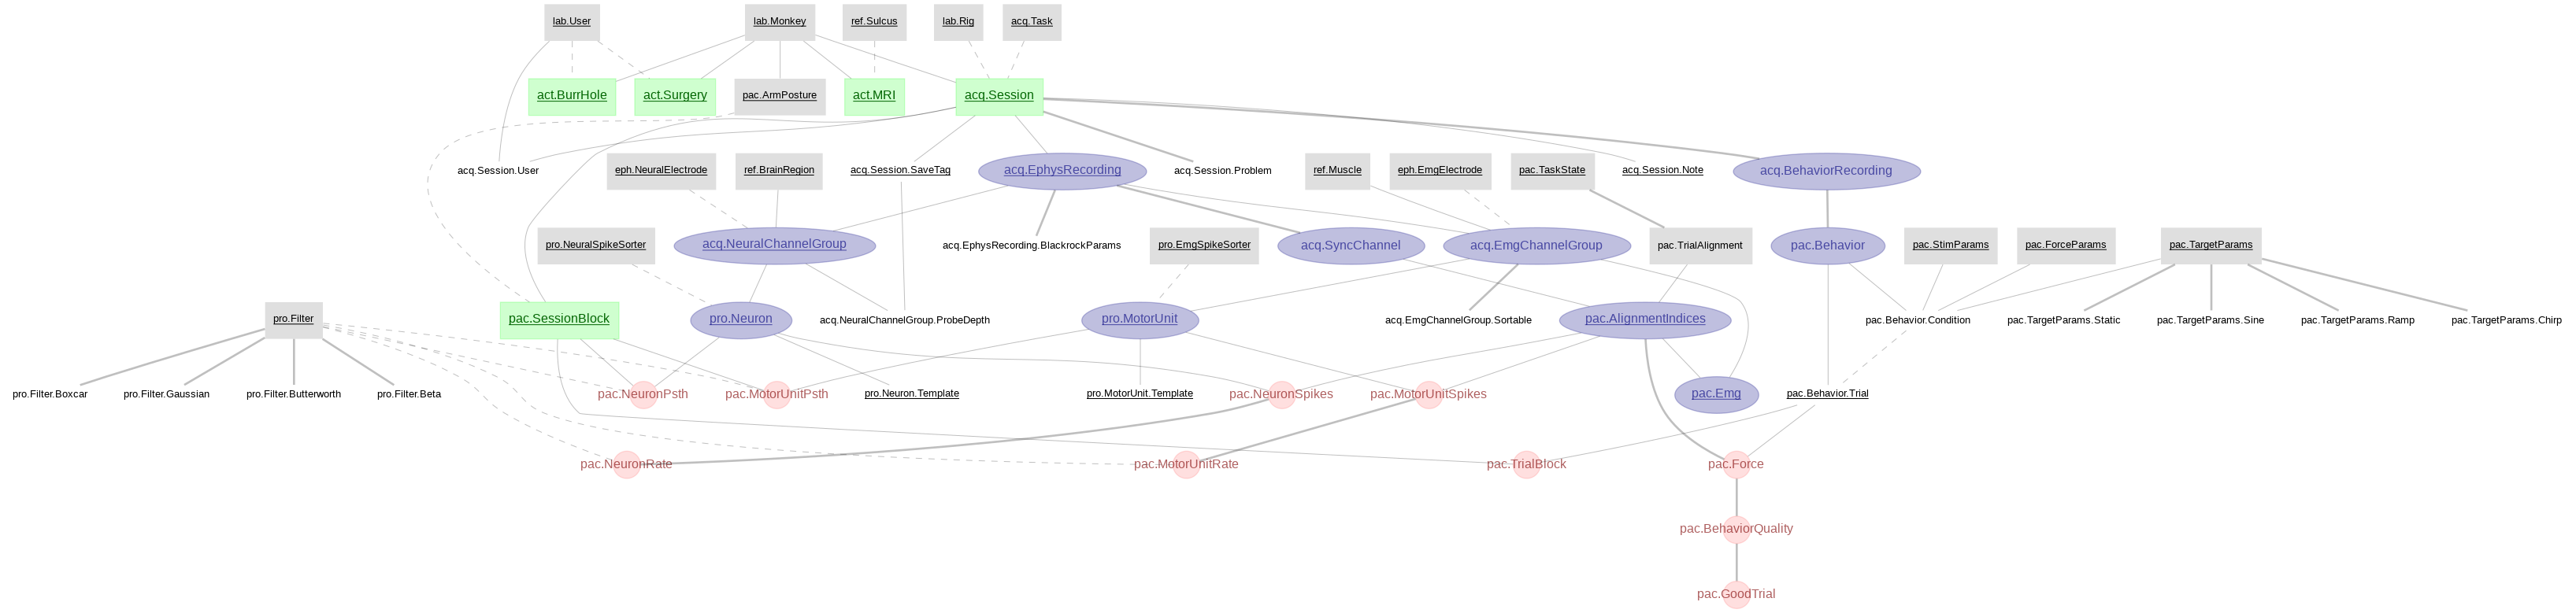 lab.User
lab.Monkey
ref.Sulcus
lab.Rig
acq.Task
act.BurrHole
act.Surgery
pac.ArmPosture
act.MRI
acq.Session
acq.Session.User
eph.NeuralElectrode
ref.BrainRegion
acq.Session.SaveTag
acq.EphysRecording
acq.Session.Problem
ref.Muscle
eph.EmgElectrode
pac.TaskState
acq.Session.Note
acq.BehaviorRecording
pro.NeuralSpikeSorter
acq.NeuralChannelGroup
acq.EphysRecording.BlackrockParams
pro.EmgSpikeSorter
acq.SyncChannel
acq.EmgChannelGroup
pac.TrialAlignment
pac.Behavior
pac.StimParams
pac.ForceParams
pac.TargetParams
pro.Filter
pac.SessionBlock
pro.Neuron
acq.NeuralChannelGroup.ProbeDepth
pro.MotorUnit
acq.EmgChannelGroup.Sortable
pac.AlignmentIndices
pac.Behavior.Condition
pac.TargetParams.Static
pac.TargetParams.Sine
pac.TargetParams.Ramp
pac.TargetParams.Chirp
pro.Filter.Boxcar
pro.Filter.Gaussian
pro.Filter.Butterworth
pro.Filter.Beta
pac.NeuronPsth
pac.MotorUnitPsth
pro.Neuron.Template
pro.MotorUnit.Template
pac.NeuronSpikes
pac.MotorUnitSpikes
pac.Emg
pac.Behavior.Trial
pac.NeuronRate
pac.MotorUnitRate
pac.TrialBlock
pac.Force
pac.BehaviorQuality
pac.GoodTrial